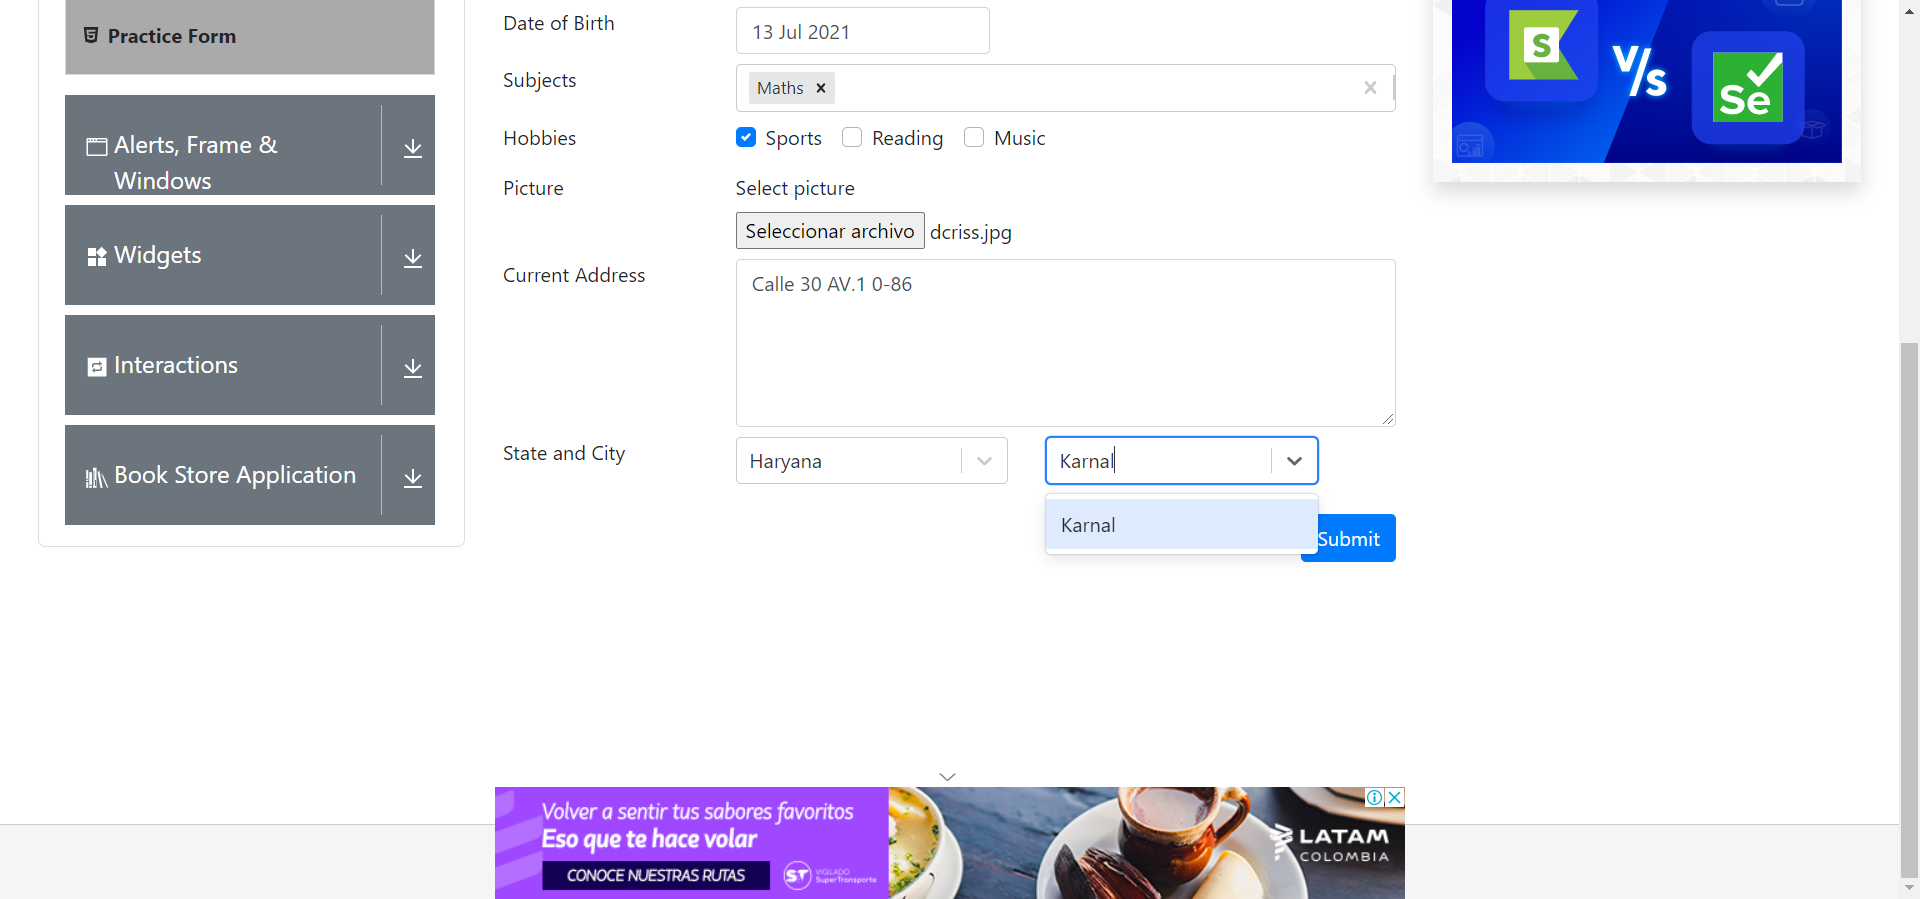 Practice Form
Alerts, Frame &
Windows
Widgets
Interactions
Book Store Application
Date of Birth
13 Jul 2021
Subjects
Maths
Hobbies
Sports
Reading
Music
Picture
Select picture
Seleccionar archivo
dcriss.jpg
Current Address
Calle 30 AV.1 0-86
State and City
Haryana
Karnal
Karnal
Submit
S
V/s
Se
Volver a sentir tus sabores favoritos
Eso que te hace volar
CONOCE NUESTRAS RUTAS
ST
VIGILADO
SuperTransporte
LATAM
COLOMBIA